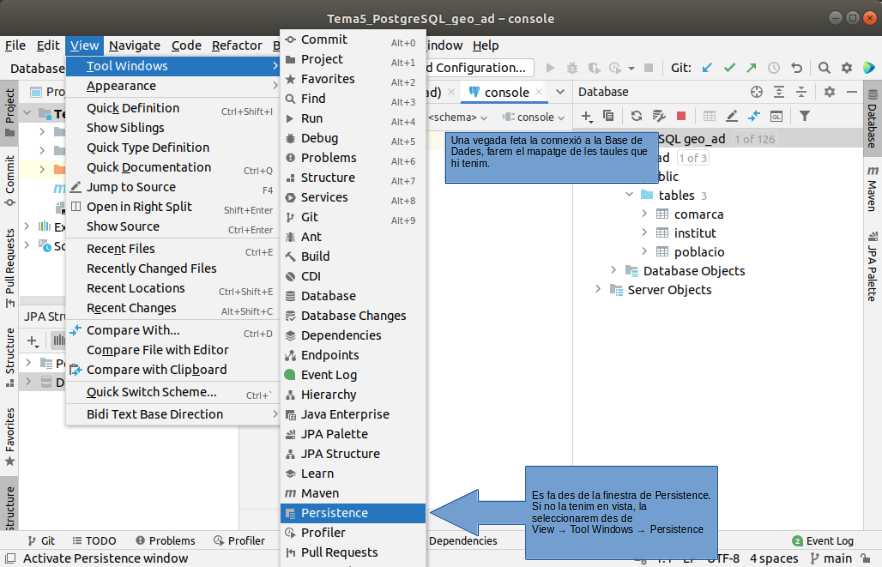 Tema5_PostgreSQL_geo_ad – console
File Edit View Navigate Code Refactor B
indow Help
Database
d Configuration...
Git:
Tool Windows
Appearance
Quick Definition Ctrl+Shift+I
Show Siblings
Quick Type Definition
Quick Documentation Ctrl+Q
Jump to Source F4
Open in Right Split Shift+Enter
Show Source Ctrl+Enter
Recent Files Ctrl+E
Recently Changed Files
Recent Locations Ctrl+Shift+E
Recent Changes Alt+Shift+C
Compare With... Ctrl+D
Compare File with Editor
Compare with Clipboard
Quick Switch Scheme... Ctrl+`
Bidi Text Base Direction
Commit Alt+0
Project Alt+1
Favorites Alt+2
Find Alt+3
Run Alt+4
Debug Alt+5
Problems Alt+6
Structure Alt+7
Services Alt+8
Git Alt+9
Ant
Build
CDI
Database
Database Changes
Dependencies
Endpoints
Event Log
Hierarchy
Java Enterprise
JPA Palette
JPA Structure
Learn
Maven
Persistence
Profiler
Pull Requests
Project
Commit
Pull Requests
Structure
Favorites
Structure
Pro
Te
m
Ex
Sc
JPA Stru
P
D
ad)
console
<schema>
console
Database
Una vegada feta la connexió a la Base de
Dades, farem el mapatge de les taules que
hi tenim.
SQL geo_ad 1 of 126
ad 1 of 3
blic
tables 3
comarca
institut
poblacio
Database Objects
Server Objects
Database
Maven
JPA Palette
Es fa des de la finestra de Persistence.
Si no la tenim en vista, la
seleccionarem des de
View → Tool Windows → Persistence
Git TODO Problems Profiler
Dependencies
2 Event Log
Activate Persistence window
1:1 LF UTF-8 4 spaces main